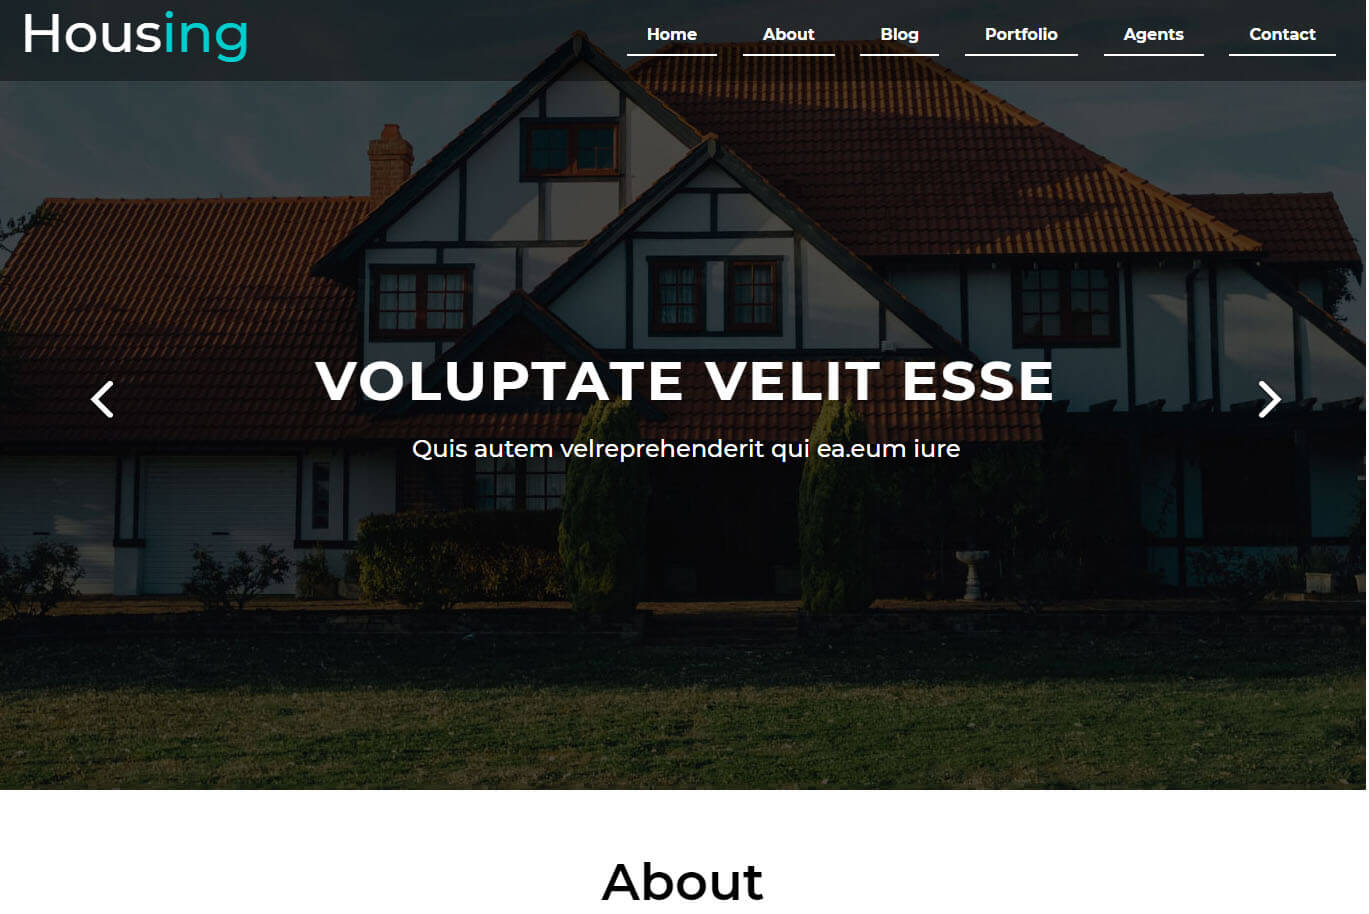 Housing
Home About Blog Portfolio Agents Contact
VOLUPTATE VELIT ESSE
Quis autem velreprehenderit qui ea.eum iure
About